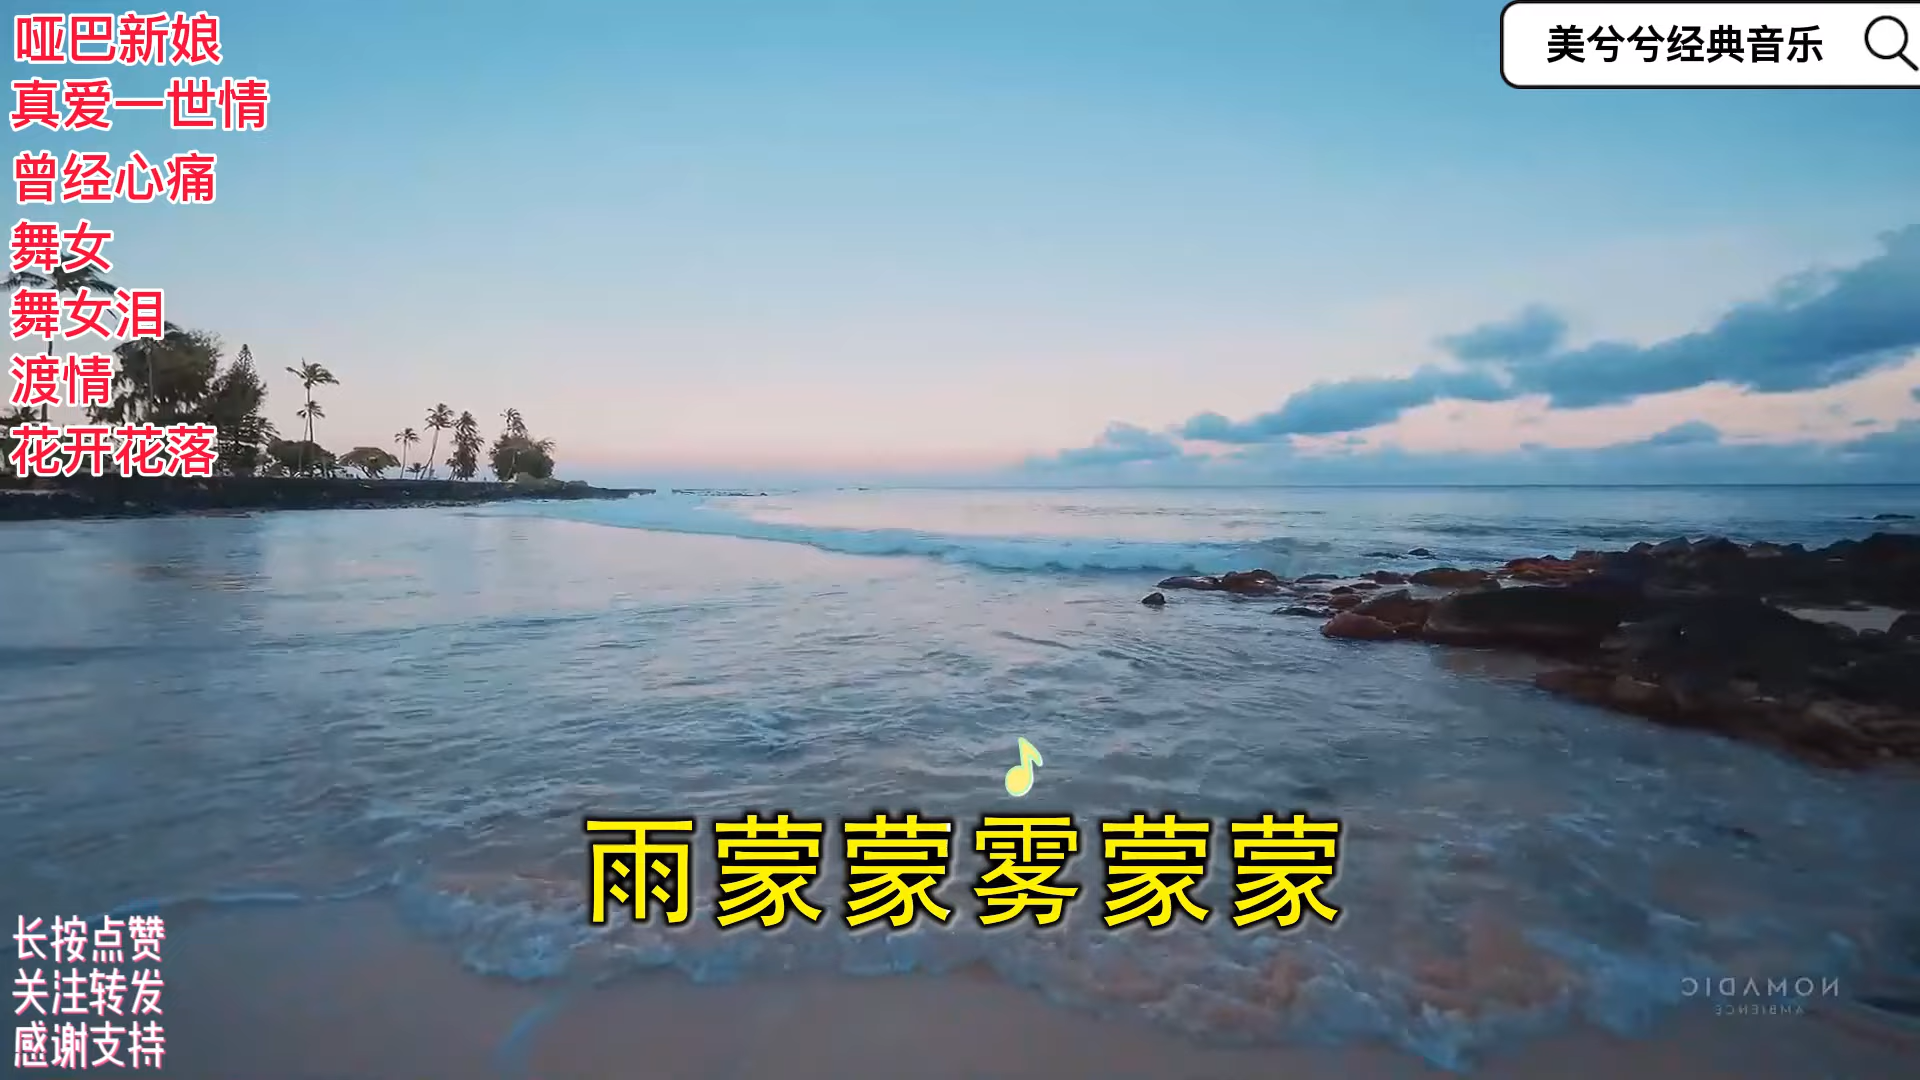 哑巴新娘
真爱一世情
曾经心痛
舞女
舞女泪
渡情
花开花落
美兮兮经典音乐
雨蒙蒙雾蒙蒙
长按点赞
关注转发
感谢支持
NOMADIC
AMBIENCE